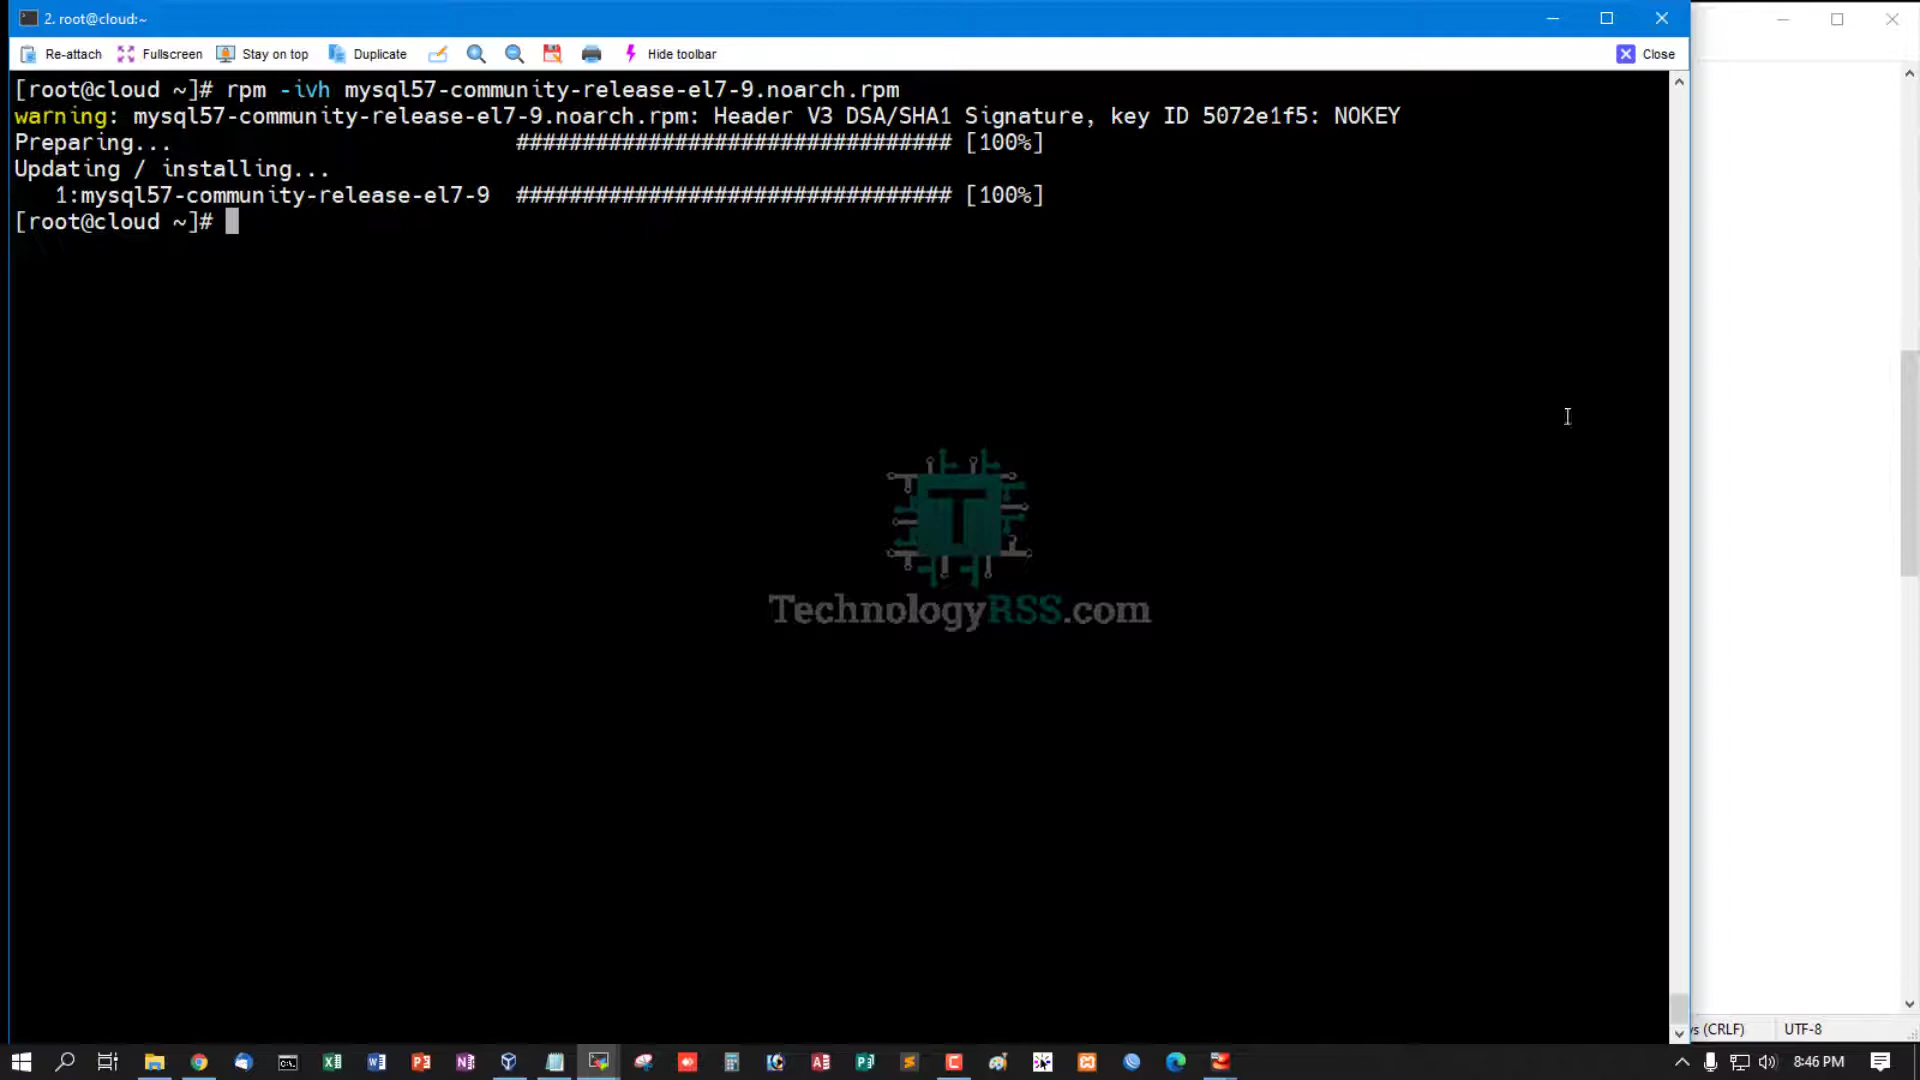 2. root@cloud:~
Re-attach Fullscreen Stay on top Duplicate Hide toolbar Close
[root@cloud ~]# rpm -ivh mysql57-community-release-el7-9.noarch.rpm
warning: mysql57-community-release-el7-9.noarch.rpm: Header V3 DSA/SHA1 Signature, key ID 5072e1f5: NOKEY
Preparing... ################################# [100%]
Updating / installing...
1:mysql57-community-release-el7-9 ################################# [100%]
[root@cloud ~]#
T
TechnologyRSS.com
(CRLF) UTF-8
8:46 PM